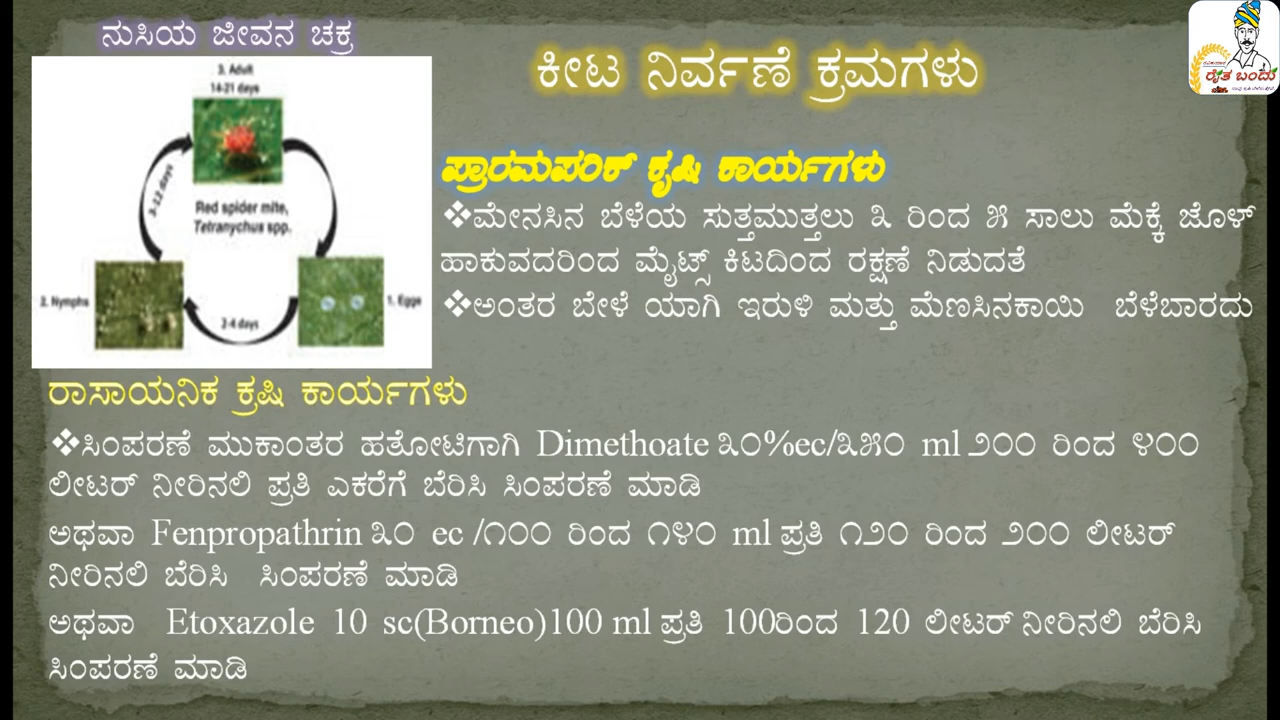 ನುಸಿಯ ಜೀವನ ಚಕ್ರ
3. Adult
14-21 days
Red spider mite,
Tetranychus spp.
2. Nymphs
1. Eggs
2-4 days
ರೈತ ಬಂದು
ಕೀಟ ನಿರ್ವಣೆ ಕ್ರಮಗಳು
ಪ್ರಾರಮಪರಿಕ್ ಕೃಷಿ ಕಾರ್ಯಗಳು
❖ಮೇನಸಿನ ಬೆಳೆಯ ಸುತ್ತಮುತ್ತಲು ೩ ರಿಂದ ೫ ಸಾಲು ಮೆಕ್ಕೆ ಜೊಳ್
ಹಾಕುವದರಿಂದ ಮೈಟ್ಸ್ ಕಿಟದಿಂದ ರಕ್ಷಣೆ ನಿಡುದತೆ
❖ಅಂತರ ಬೇಳೆ ಯಾಗಿ ಇರುಳಿ ಮತ್ತು ಮೆಣಸಿನಕಾಯಿ ಬೆಳೆಬಾರದು
ರಾಸಾಯನಿಕ ಕ್ರಷಿ ಕಾರ್ಯಗಳು
❖ಸಿಂಪರಣೆ ಮುಕಾಂತರ ಹತೋಟಿಗಾಗಿ Dimethoate ೩೦%ec/೩೫೦ ml ೨೦೦ ರಿಂದ ೪೦೦
ಲೀಟರ್ ನೀರಿನಲಿ ಪ್ರತಿ ಎಕರೆಗೆ ಬೆರಿಸಿ ಸಿಂಪರಣೆ ಮಾಡಿ
ಅಥವಾ Fenpropathrin ೩೦ ec /೧೦೦ ರಿಂದ ೧೪೦ ml ಪ್ರತಿ ೧೨೦ ರಿಂದ ೨೦೦ ಲೀಟರ್
ನೀರಿನಲಿ ಬೆರಿಸಿ ಸಿಂಪರಣೆ ಮಾಡಿ
ಅಥವಾ Etoxazole 10 sc(Borneo)100 ml ಪ್ರತಿ 100ರಿಂದ 120 ಲೀಟರ್ ನೀರಿನಲಿ ಬೆರಿಸಿ
ಸಿಂಪರಣೆ ಮಾಡಿ